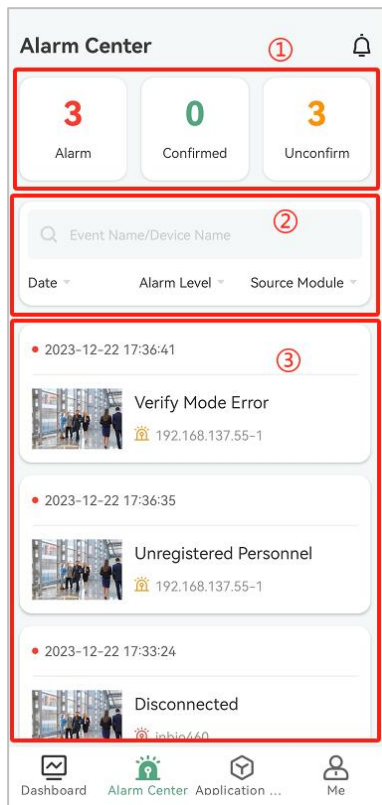 Alarm Center
①
3
0
3
Alarm
Confirmed
Unconfirm
②
Event Name/Device Name
Date
Alarm Level
Source Module
2023-12-22 17:36:41
③
Verify Mode Error
192.168.137.55-1
2023-12-22 17:36:35
Unregistered Personnel
192.168.137.55-1
2023-12-22 17:33:24
Disconnected
inbio460
Dashboard
Alarm Center
Application ...
Me